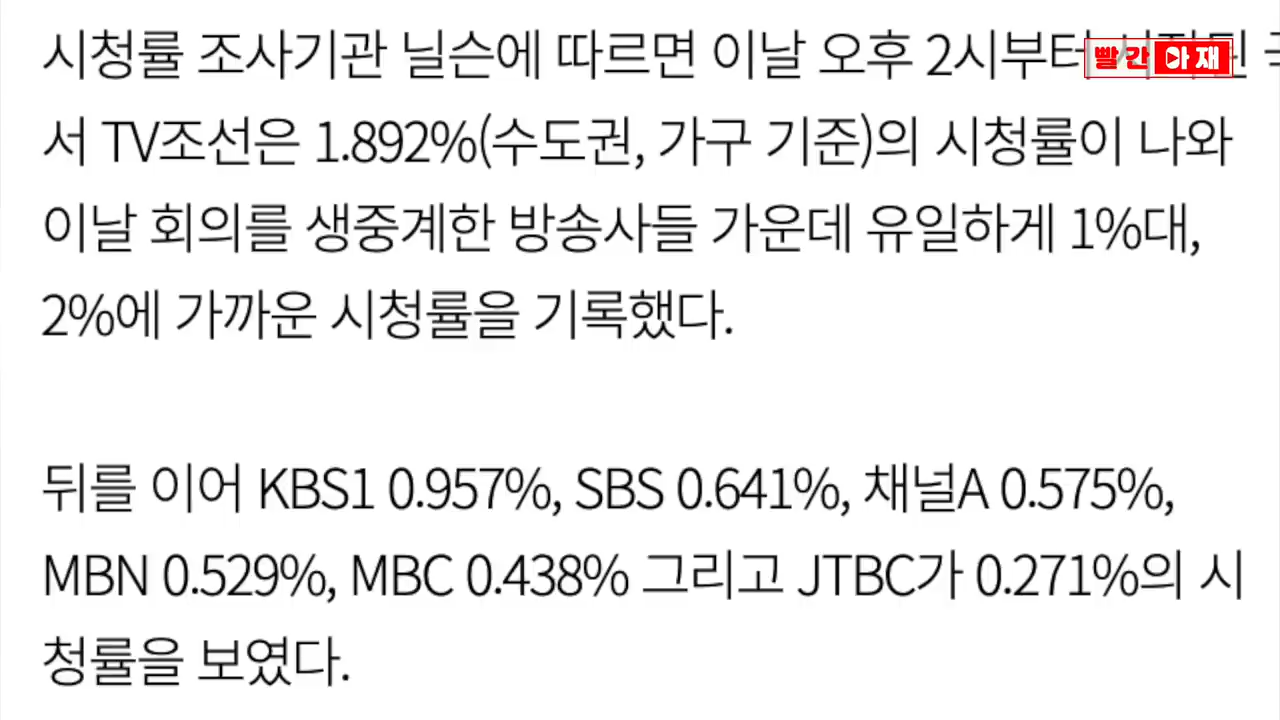 시청률 조사기관 닐슨에 따르면 이날 오후 2시부터
빨간아재
서 TV조선은 1.892%(수도권, 가구 기준)의 시청률이 나와
이날 회의를 생중계한 방송사들 가운데 유일하게 1%대,
2%에 가까운 시청률을 기록했다.
뒤를 이어 KBS1 0.957%, SBS 0.641%, 채널A 0.575%,
MBN 0.529%, MBC 0.438% 그리고 JTBC가 0.271%의 시
청률을 보였다.